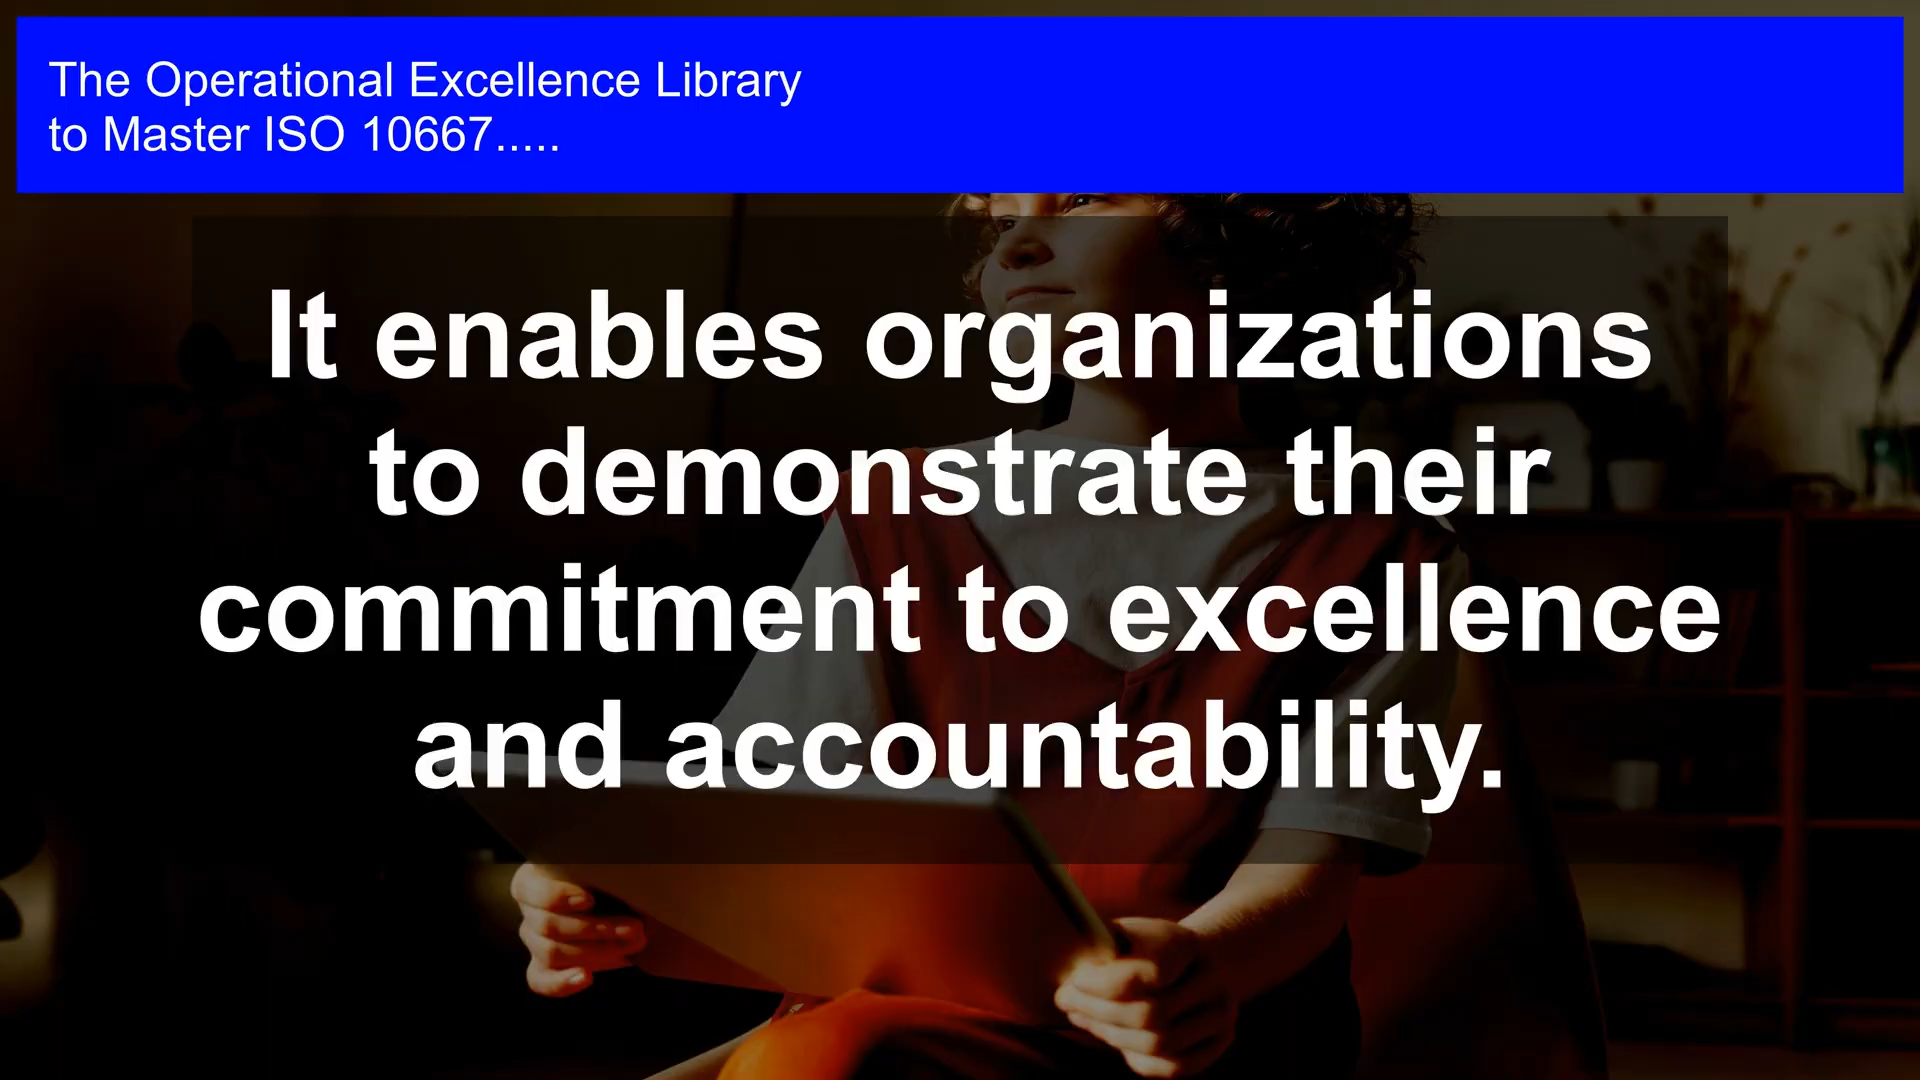 The Operational Excellence Library
to Master ISO 10667.....
It enables organizations
to demonstrate their
commitment to excellence
and accountability.